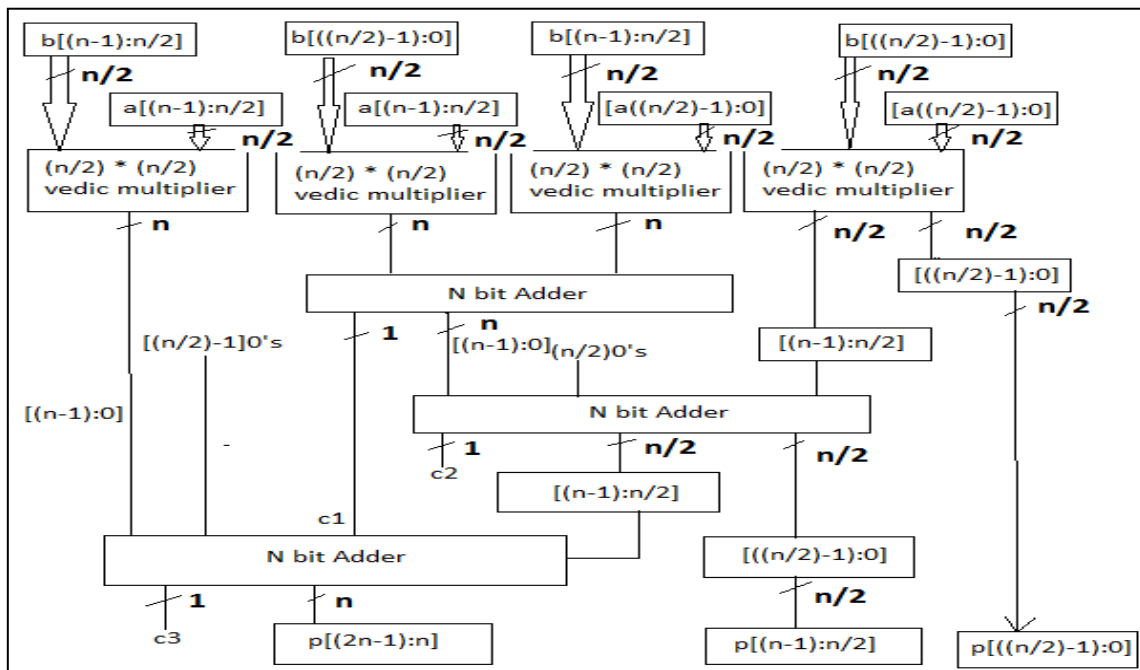 b[(n-1):n/2]
b[((n/2)-1):0]
b[(n-1):n/2]
b[((n/2)-1):0]
n/2
n/2
n/2
n/2
a[(n-1):n/2]
a[(n-1):n/2]
[a((n/2)-1):0]
[a((n/2)-1):0]
n/2
n/2
n/2
n/2
(n/2) * (n/2)
vedic multiplier
(n/2) * (n/2)
vedic multiplier
(n/2) * (n/2)
vedic multiplier
(n/2) * (n/2)
vedic multiplier
n
n
n
n/2
n/2
[((n/2)-1):0]
N bit Adder
n/2
1
n
[(n/2)-1]0's
[(n-1):0]
(n/2)0's
[(n-1):n/2]
[(n-1):0]
N bit Adder
-
1
n/2
n/2
c2
[(n-1):n/2]
c1
N bit Adder
[((n/2)-1):0]
1
n
n/2
c3
p[(2n-1):n]
p[(n-1):n/2]
p[((n/2)-1):0]